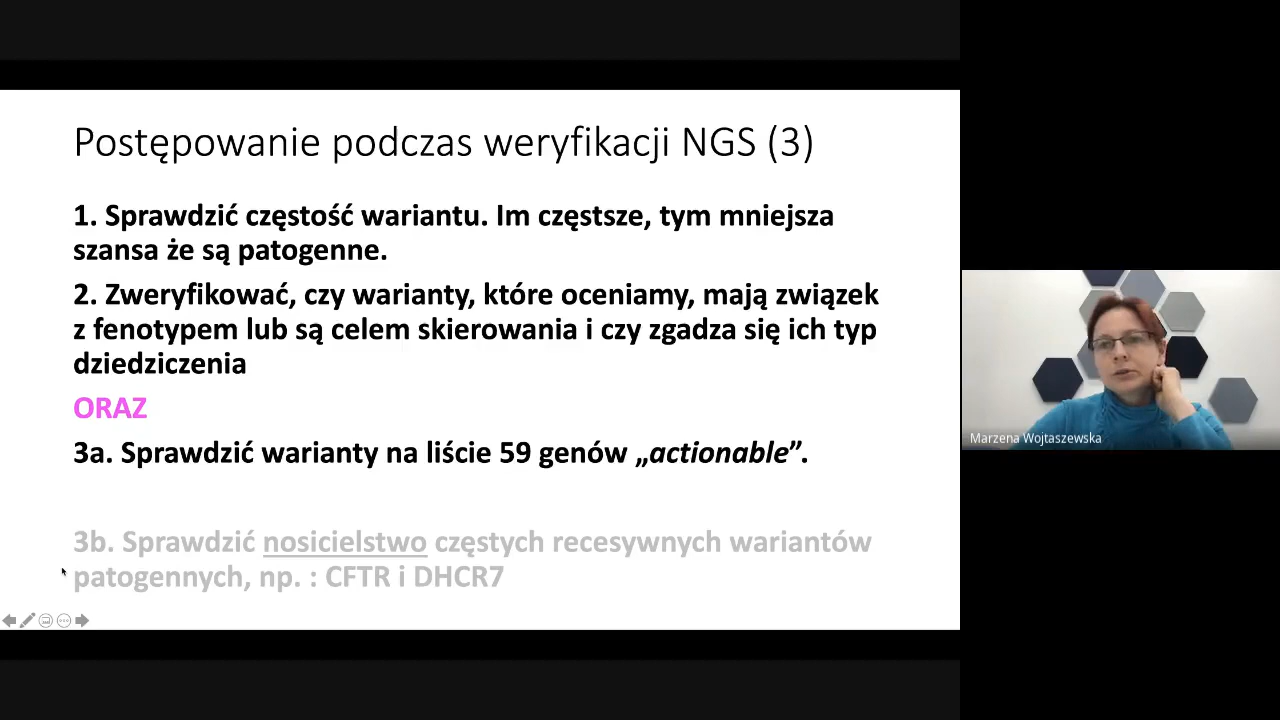 Postępowanie podczas weryfikacji NGS (3)
1. Sprawdzić częstość wariantu. Im częstsze, tym mniejsza
szansa że są patogenne.
2. Zweryfikować, czy warianty, które oceniamy, mają związek
z fenotypem lub są celem skierowania i czy zgadza się ich typ
dziedziczenia
ORAZ
3a. Sprawdzić warianty na liście 59 genów „actionable”.
3b. Sprawdzić nosicielstwo częstych recesywnych wariantów
patogennych, np. : CFTR i DHCR7
Marzena Wojtaszewska